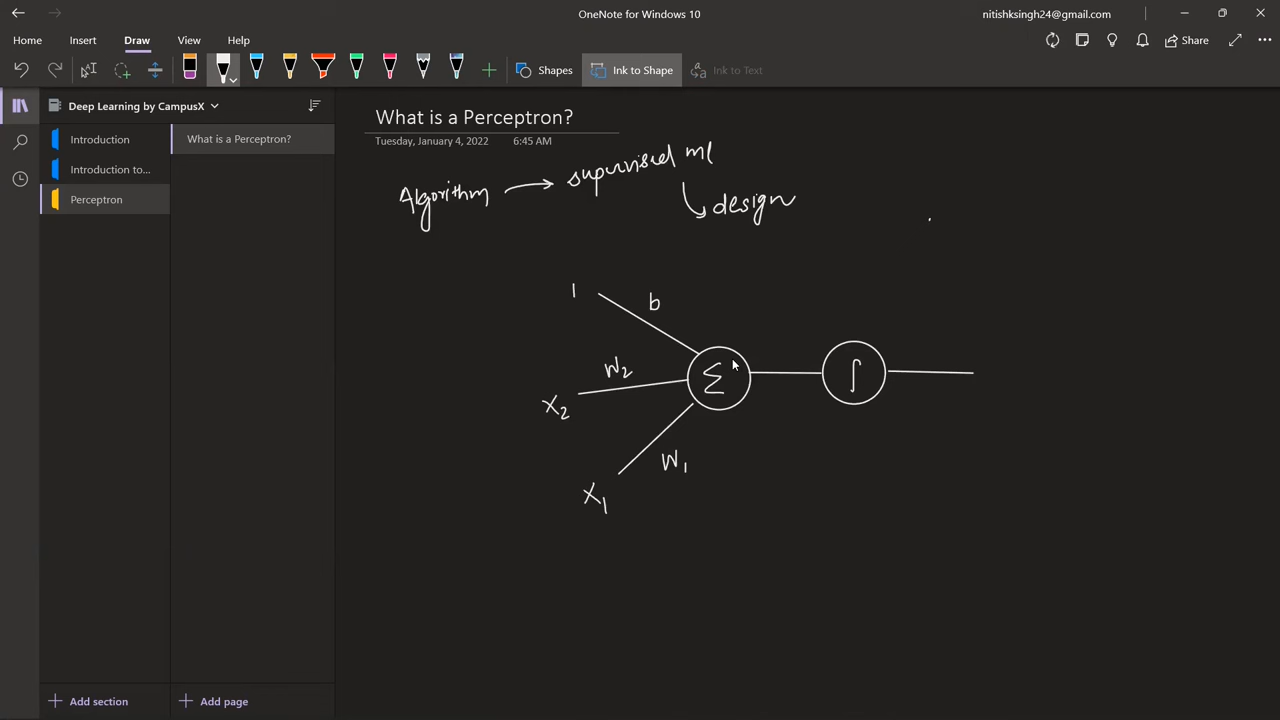 OneNote for Windows 10
nitishksingh24@gmail.com
Home Insert Draw View Help
Share
Shapes
Ink to Shape
Ink to Text
Deep Learning by CampusX
Introduction
Introduction to...
Perceptron
What is a Perceptron?
What is a Perceptron?
Tuesday, January 4, 2022 6:45 AM
Algorithm → supervised ml
design
1
b
W2
X2
Σ
∫
W1
X1
Add section
Add page